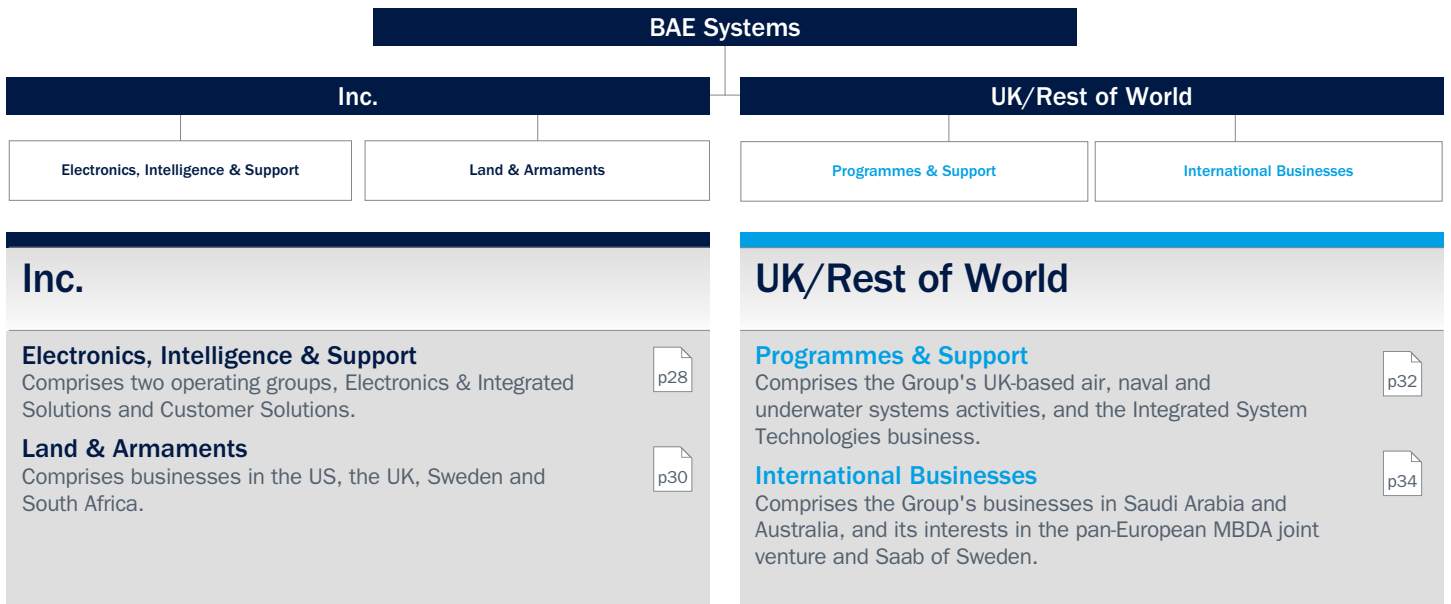 BAE Systems
Inc.
UK/Rest of World
Electronics, Intelligence & Support
Land & Armaments
Programmes & Support
International Businesses
Inc.
Electronics, Intelligence & Support
Comprises two operating groups, Electronics & Integrated
Solutions and Customer Solutions.
p28
Land & Armaments
Comprises businesses in the US, the UK, Sweden and
South Africa.
p30
UK/Rest of World
Programmes & Support
Comprises the Group's UK-based air, naval and
underwater systems activities, and the Integrated System
Technologies business.
p32
International Businesses
Comprises the Group's businesses in Saudi Arabia and
Australia, and its interests in the pan-European MBDA joint
venture and Saab of Sweden.
p34